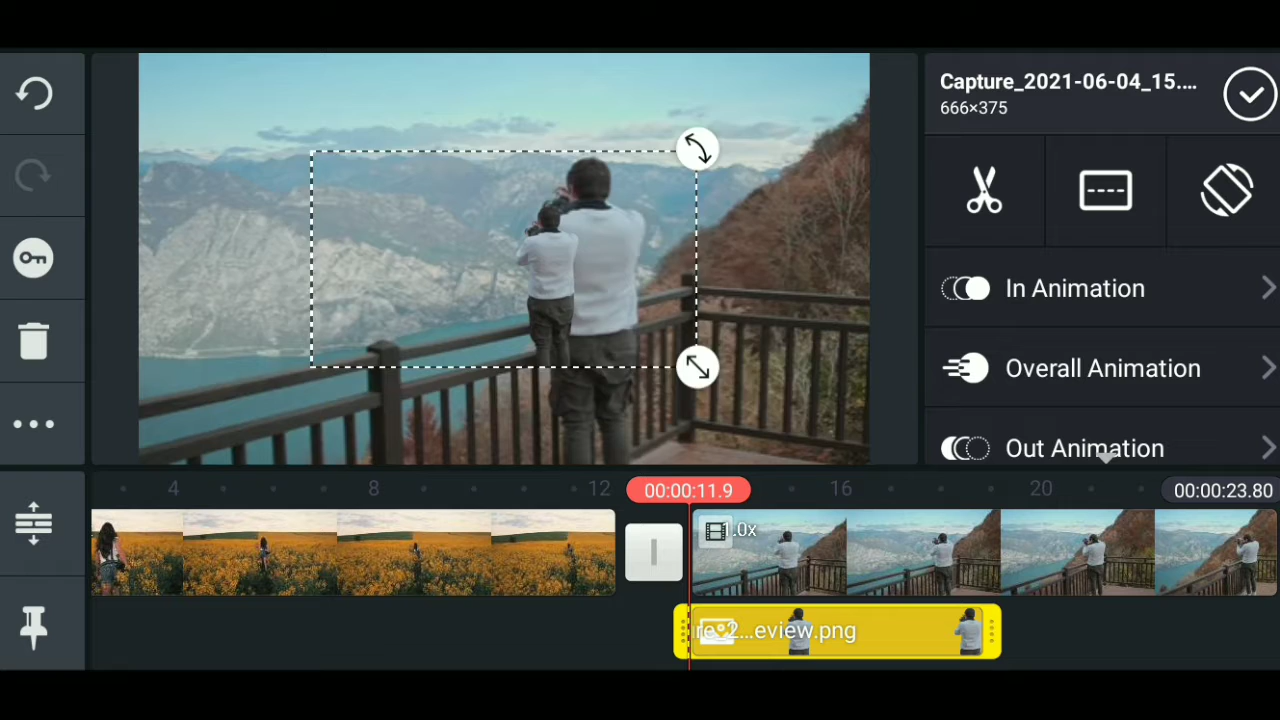 Capture_2021-06-04_15....
666×375
In Animation
Overall Animation
Out Animation
4
8
12
00:00:11.9
16
20
00:00:23.80
1.0x
re_2...eview.png